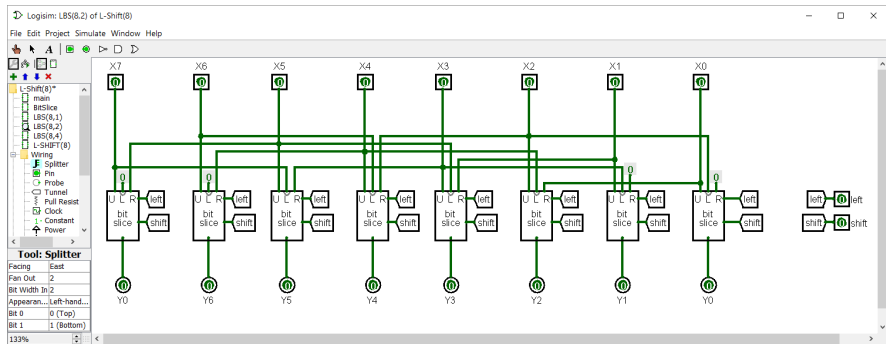 Logisim: LBS(8,2) of L-Shift(8)
File Edit Project Simulate Window Help
A
L-Shift(8)*
main
BitSlice
LBS(8,1)
LBS(8,2)
LBS(8,4)
L-SHIFT(8)
Wiring
Splitter
Pin
Probe
Tunnel
Pull Resist
Clock
Constant
Power
Tool: Splitter
Facing East
Fan Out 2
Bit Width In 2
Appearan... Left-hand...
Bit 0 0 (Top)
Bit 1 1 (Bottom)
133%
X7 X6 X5 X4 X3 X2 X1 X0
0 0 0 0 0 0 0 0
0 0 0 0
U L R left U L R left U L R left U L R left U L R left U L R left U L R left U L R left left 0 left
bit slice shift bit slice shift bit slice shift bit slice shift bit slice shift bit slice shift bit slice shift bit slice shift shift 0 shift
0 0 0 0 0 0 0 0
Y0 Y6 Y5 Y4 Y3 Y2 Y1 Y0